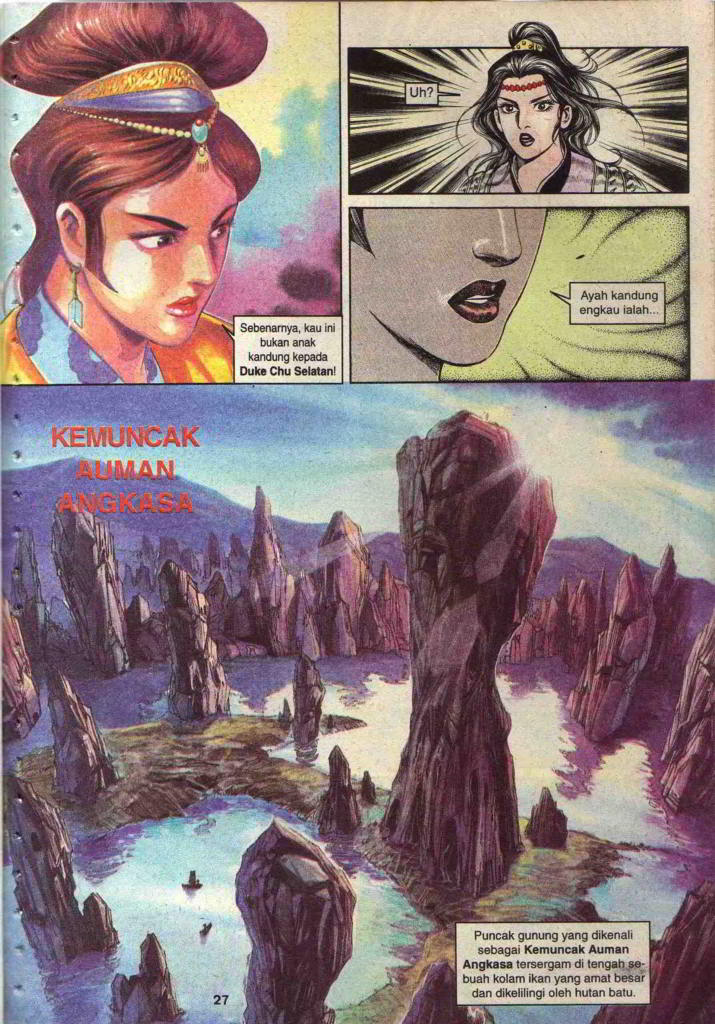 Sebenarnya, kau ini
bukan anak
kandung kepada
Duke Chu Selatan!
Uh?
Ayah kandung
engkau ialah...
KEMUNCAK
AUMAN
ANGKASA
Puncak gunung yang dikenali
sebagai Kemuncak Auman
Angkasa tersergam di tengah se-
buah kolam ikan yang amat besar
dan dikelilingi oleh hutan batu.
27